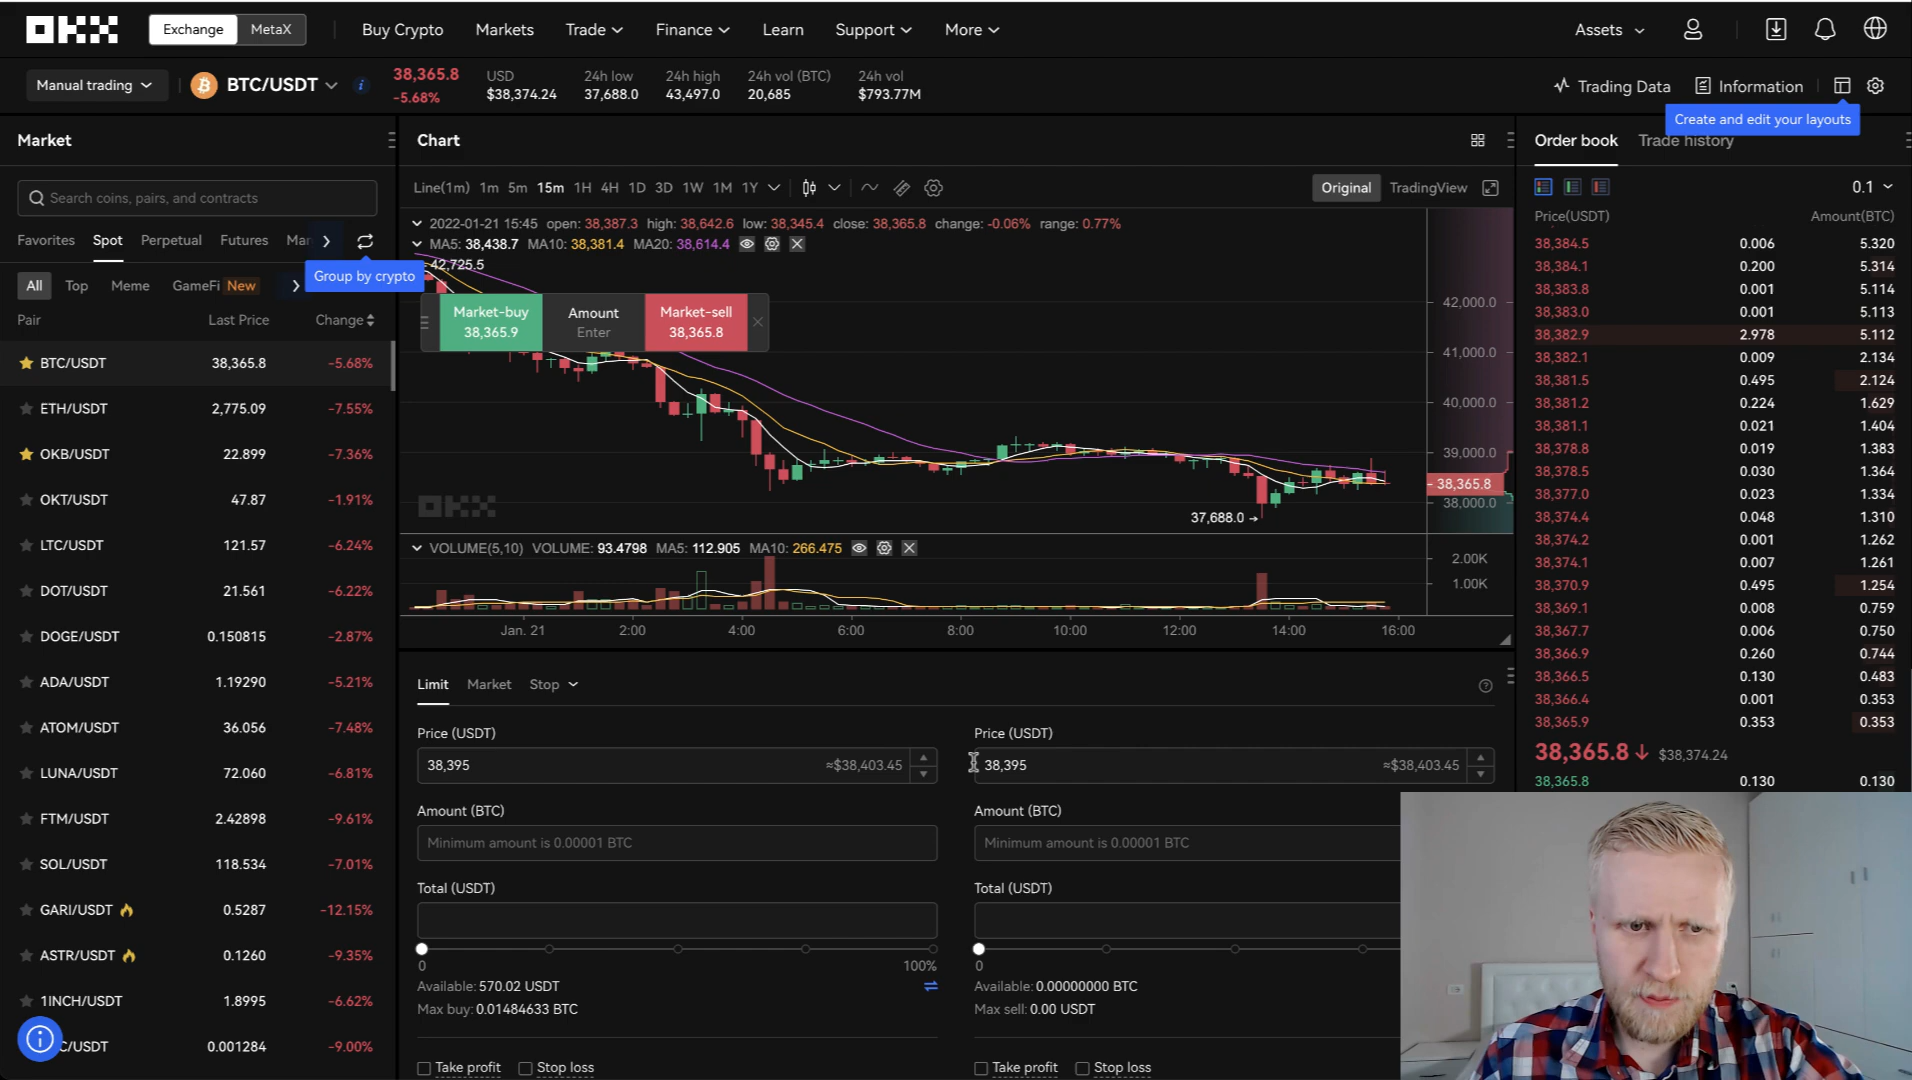 OKX
Exchange MetaX Buy Crypto Markets Trade Finance Learn Support More Assets
Manual trading BTC/USDT 38,365.8 -5.68% USD $38,374.24 24h low 37,688.0 24h high 43,497.0 24h vol (BTC) 20,685 24h vol $793.77M Trading Data Information
Create and edit your layouts
Market
Search coins, pairs, and contracts
Favorites Spot Perpetual Futures Mar
Group by crypto
All Top Meme GameFi New
Pair Last Price Change
BTC/USDT 38,365.8 -5.68%
ETH/USDT 2,775.09 -7.55%
OKB/USDT 22.899 -7.36%
OKT/USDT 47.87 -1.91%
LTC/USDT 121.57 -6.24%
DOT/USDT 21.561 -6.22%
DOGE/USDT 0.150815 -2.87%
ADA/USDT 1.19290 -5.21%
ATOM/USDT 36.056 -7.48%
LUNA/USDT 72.060 -6.81%
FTM/USDT 2.42898 -9.61%
SOL/USDT 118.534 -7.01%
GARI/USDT 0.5287 -12.15%
ASTR/USDT 0.1260 -9.35%
1INCH/USDT 1.8995 -6.62%
C/USDT 0.001284 -9.00%
Chart
Line(1m) 1m 5m 15m 1H 4H 1D 3D 1W 1M 1Y Original TradingView
2022-01-21 15:45 open: 38,387.3 high: 38,642.6 low: 38,345.4 close: 38,365.8 change: -0.06% range: 0.77%
MA5: 38,438.7 MA10: 38,381.4 MA20: 38,614.4
42,725.5
Market-buy 38,365.9
Amount Enter
Market-sell 38,365.8
42,000.0
41,000.0
40,000.0
39,000.0
38,365.8
38,000.0
OKX
37,688.0
VOLUME(5,10) VOLUME: 93.4798 MA5: 112.905 MA10: 266.475
2.00K
1.00K
Jan. 21 2:00 4:00 6:00 8:00 10:00 12:00 14:00 16:00
Limit Market Stop
Price (USDT)
38,395 ≈$38,403.45
Amount (BTC)
Minimum amount is 0.00001 BTC
Total (USDT)
0 100%
Available: 570.02 USDT
Max buy: 0.01484633 BTC
Take profit Stop loss
Price (USDT)
38,395 ≈$38,403.45
Amount (BTC)
Minimum amount is 0.00001 BTC
Total (USDT)
0
Available: 0.00000000 BTC
Max sell: 0.00 USDT
Take profit Stop loss
Order book Trade history
0.1
Price(USDT) Amount(BTC)
38,384.5 0.006 5.320
38,384.1 0.200 5.314
38,383.8 0.001 5.114
38,383.0 0.001 5.113
38,382.9 2.978 5.112
38,382.1 0.009 2.134
38,381.5 0.495 2.124
38,381.2 0.224 1.629
38,381.1 0.021 1.404
38,378.8 0.019 1.383
38,378.5 0.030 1.364
38,377.0 0.023 1.334
38,374.4 0.048 1.310
38,374.2 0.001 1.262
38,374.1 0.007 1.261
38,370.9 0.495 1.254
38,369.1 0.008 0.759
38,367.7 0.006 0.750
38,366.9 0.260 0.744
38,366.5 0.130 0.483
38,366.4 0.001 0.353
38,365.9 0.353 0.353
38,365.8 $38,374.24
38,365.8 0.130 0.130